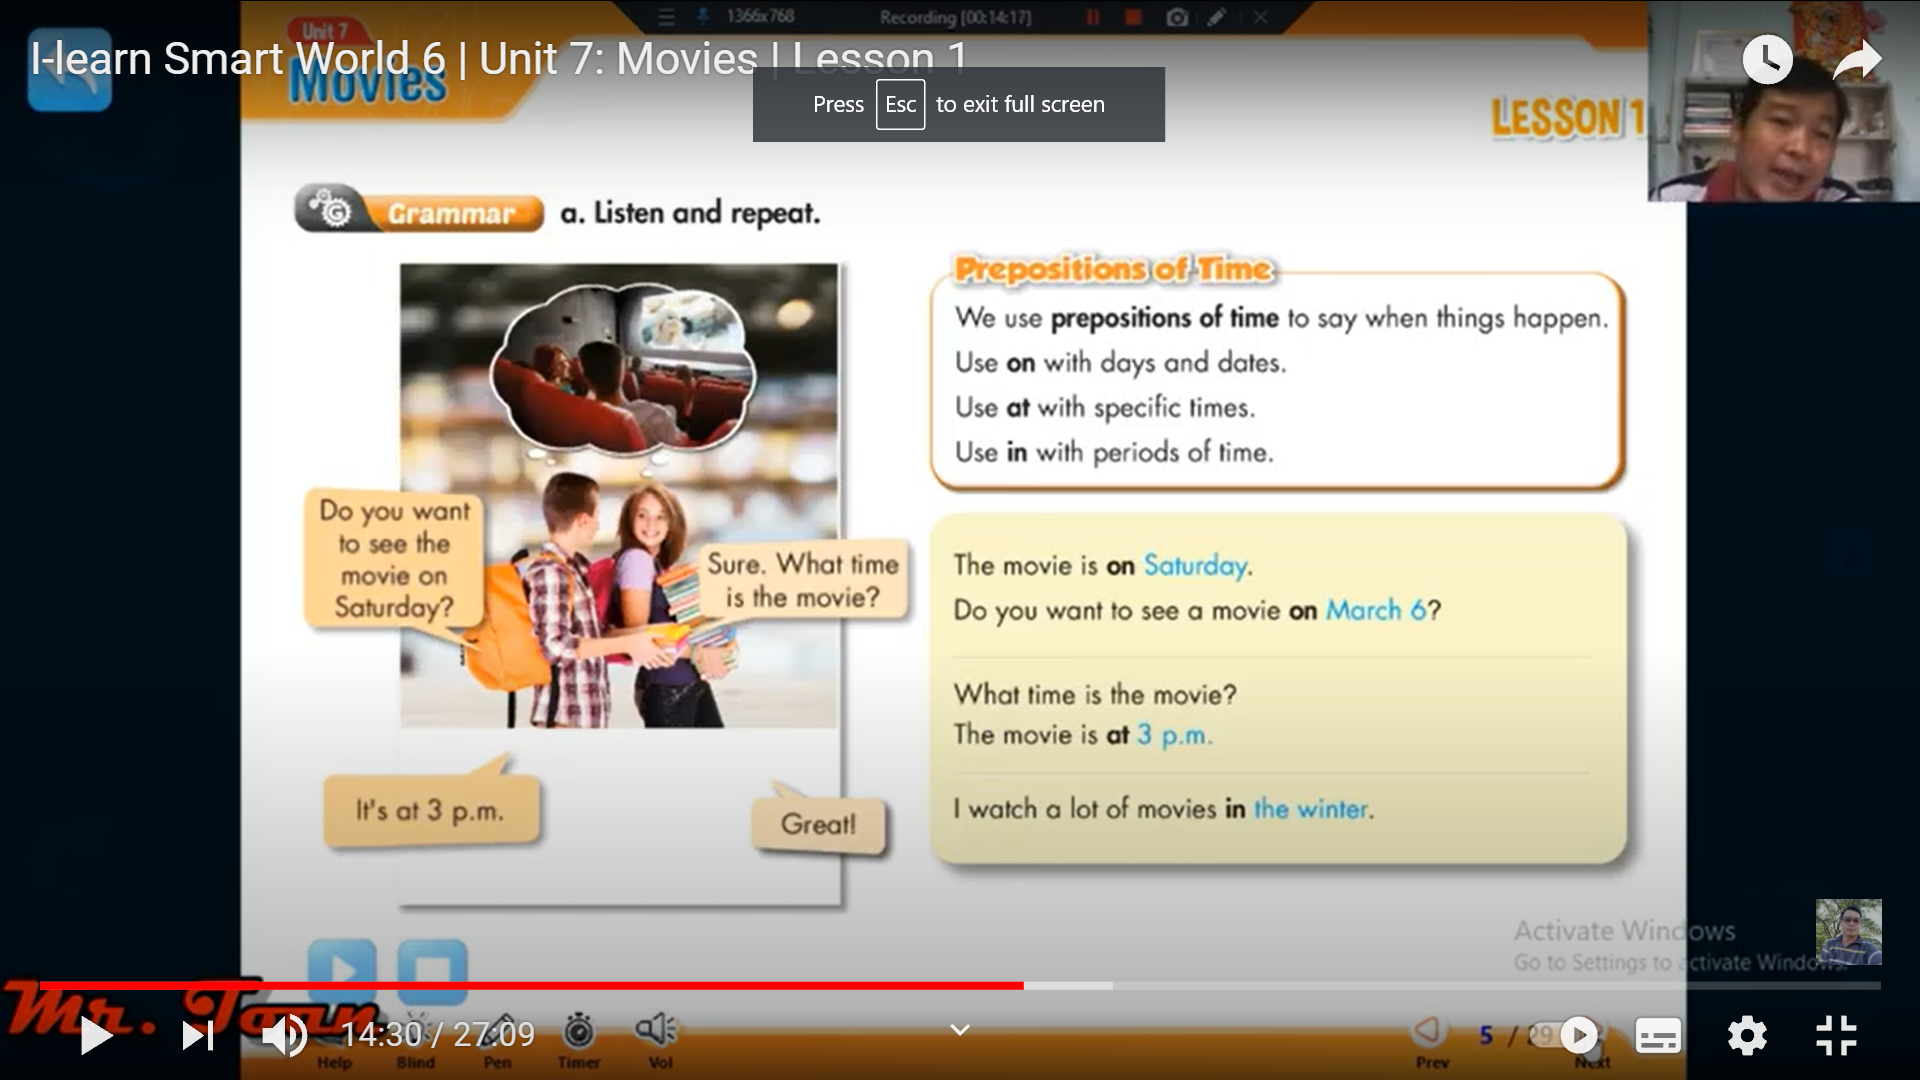 Unit 7
1366x768
Recording [00:14:17]
I-learn Smart World 6 | Unit 7: Movies | Lesson 1
Movies
Press Esc to exit full screen
LESSON 1
Grammar a. Listen and repeat.
Prepositions of Time
We use prepositions of time to say when things happen.
Use on with days and dates.
Use at with specific times.
Use in with periods of time.
Do you want
to see the
movie on
Saturday?
Sure. What time
is the movie?
It's at 3 p.m.
Great!
The movie is on Saturday.
Do you want to see a movie on March 6?
What time is the movie?
The movie is at 3 p.m.
I watch a lot of movies in the winter.
Activate Windows
Go to Settings to activate Windows.
Mr. Toan
14:30 / 27:09
Help Blind Pen Timer Vol
Prev 5 / 29 Next